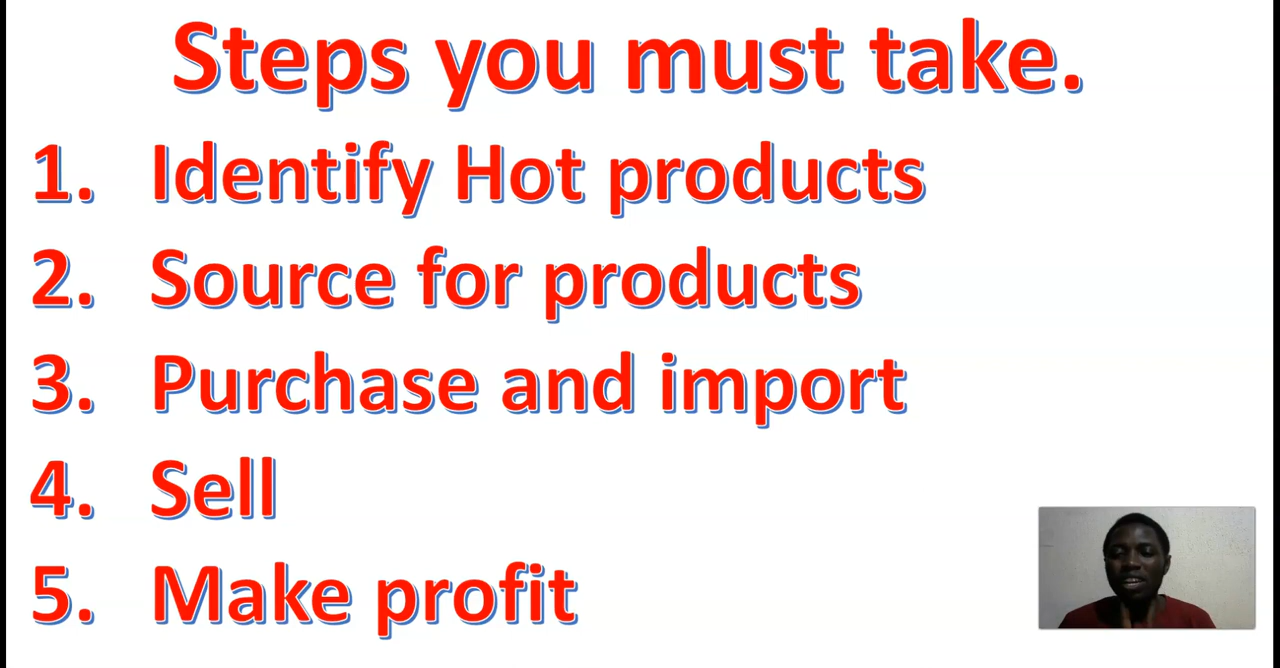 Steps you must take.
1. Identify Hot products
2. Source for products
3. Purchase and import
4. Sell
5. Make profit